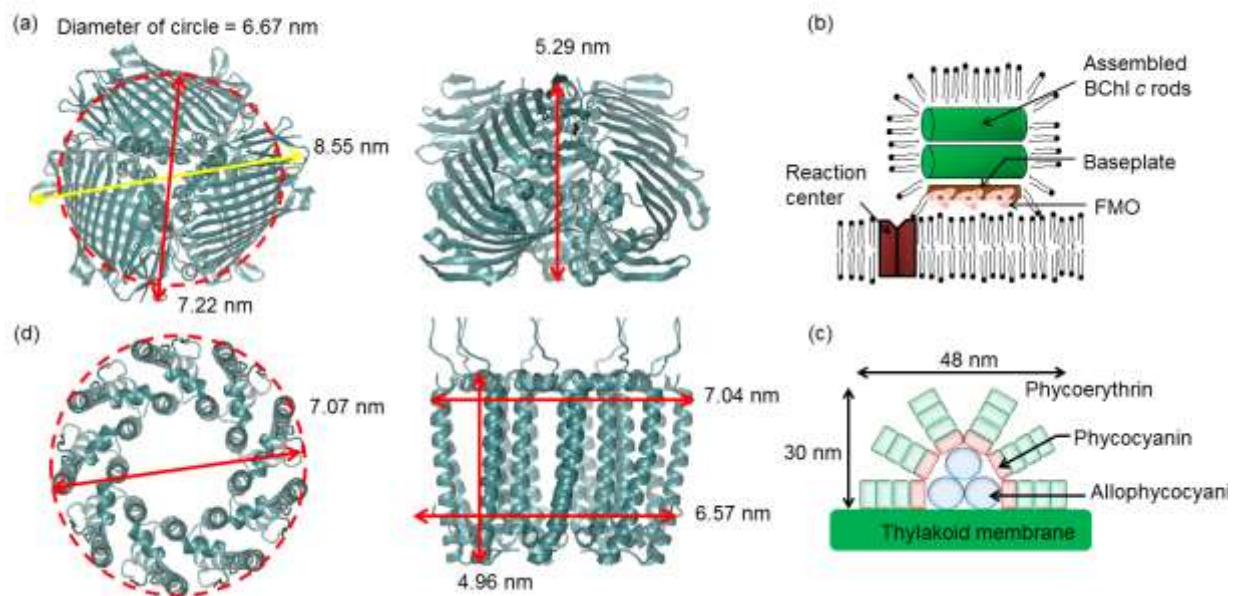 (a)
Diameter of circle = 6.67 nm
8.55 nm
7.22 nm
5.29 nm
(b)
Assembled
BChl c rods
Baseplate
Reaction
center
FMO
(d)
7.07 nm
7.04 nm
6.57 nm
4.96 nm
(c)
48 nm
30 nm
Phycoerythrin
Phycocyanin
Allophycocyani
Thylakoid membrane